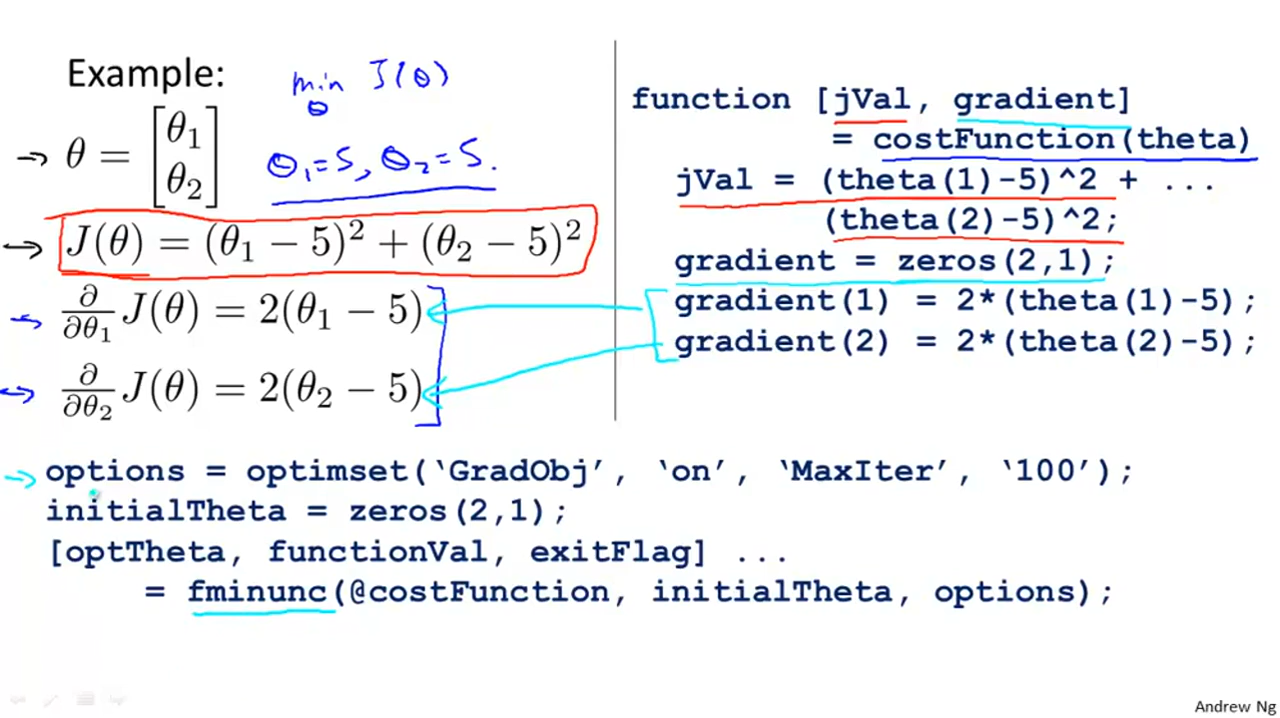 Example:
min J(θ)
θ
θ = [θ₁
θ₂]
θ₁=5, θ₂=5.
J(θ) = (θ₁ − 5)² + (θ₂ − 5)²
∂/∂θ₁ J(θ) = 2(θ₁ − 5)
∂/∂θ₂ J(θ) = 2(θ₂ − 5)
function [jVal, gradient]
= costFunction(theta)
jVal = (theta(1)-5)^2 + ...
(theta(2)-5)^2;
gradient = zeros(2,1);
gradient(1) = 2*(theta(1)-5);
gradient(2) = 2*(theta(2)-5);
options = optimset(‘GradObj’, ‘on’, ‘MaxIter’, ‘100’);
initialTheta = zeros(2,1);
[optTheta, functionVal, exitFlag] ...
= fminunc(@costFunction, initialTheta, options);
Andrew Ng